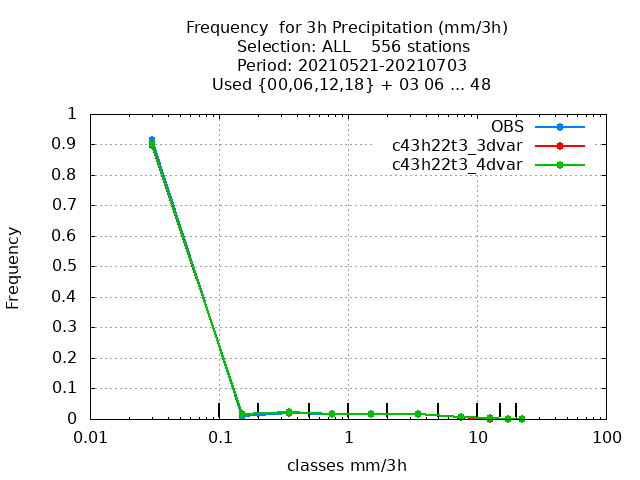 Frequency  for 3h Precipitation (mm/3h)
Selection: ALL    556 stations
Period: 20210521-20210703
Used {00,06,12,18} + 03 06 ... 48
OBS
c43h22t3_3dvar
c43h22t3_4dvar
1
0.9
0.8
0.7
0.6
0.5
0.4
0.3
0.2
0.1
0
Frequency
0.01 0.1 1 10 100
classes mm/3h